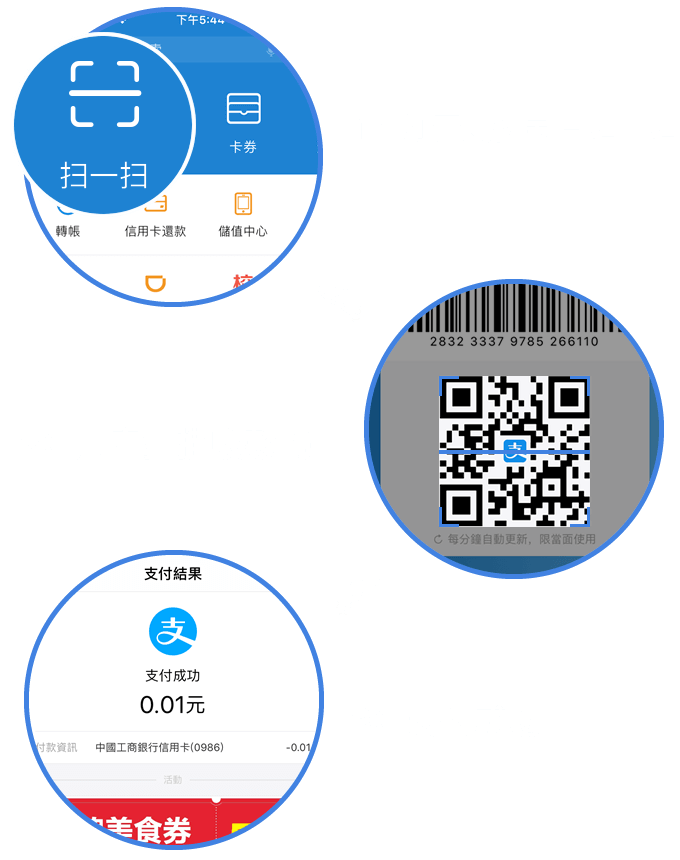 下午5:44
扫一扫
卡券
轉帳
信用卡還款
儲值中心
2832 3337 9785 266110
支
每分鐘自動更新，限當面使用
支付結果
支
支付成功
0.01元
付款資訊
中國工商銀行信用卡(0986)
-0.01
活動
美食券